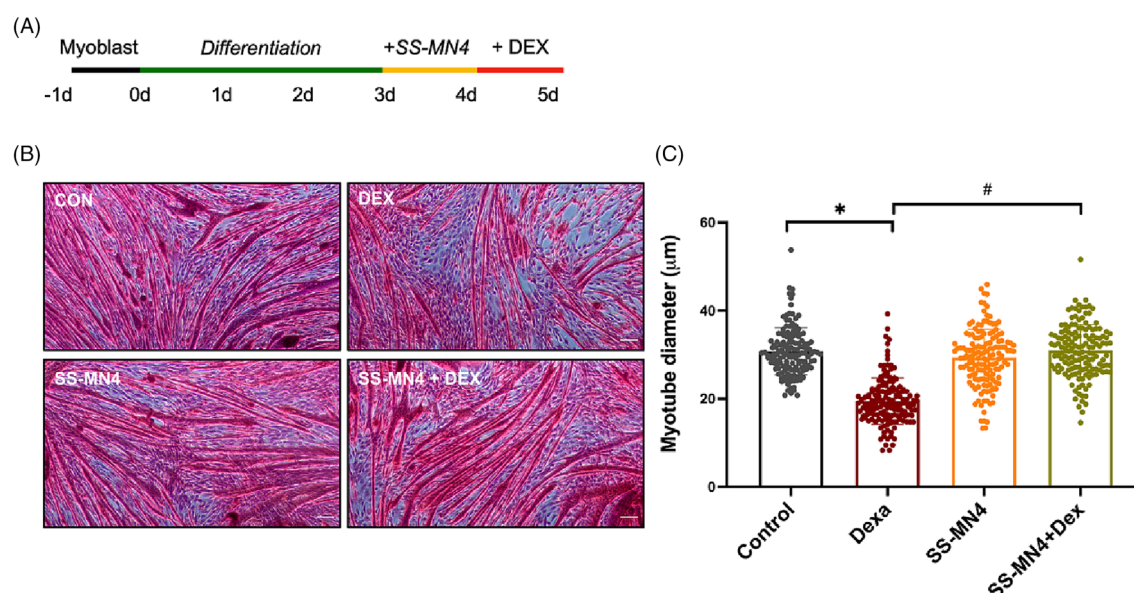 (A)
Myoblast Differentiation +SS-MN4 + DEX
-1d 0d 1d 2d 3d 4d 5d
(B)
CON
DEX
SS-MN4
SS-MN4 + DEX
(C)
#
*
Myotube diameter (μm)
60
40
20
0
Control
Dexa
SS-MN4
SS-MN4+Dex